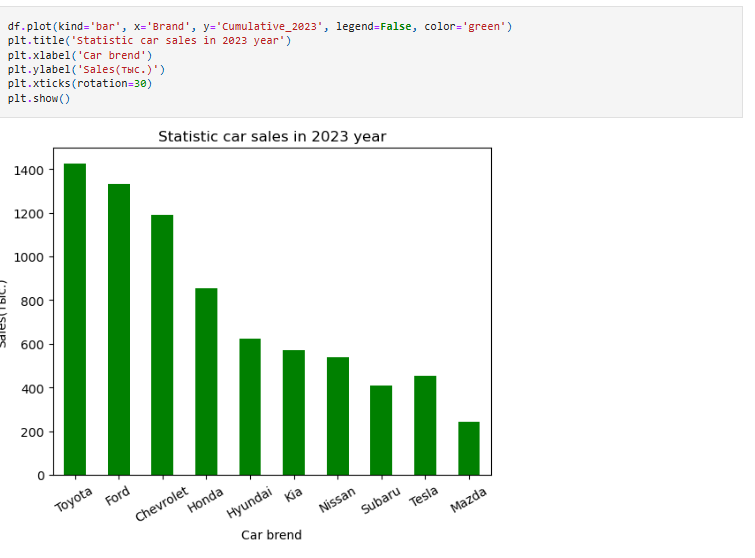 df.plot(kind='bar', x='Brand', y='Cumulative_2023', legend=False, color='green')
plt.title('Statistic car sales in 2023 year')
plt.xlabel('Car brend')
plt.ylabel('Sales(тыс.)')
plt.xticks(rotation=30)
plt.show()
Statistic car sales in 2023 year
1400
1200
1000
800
600
400
200
0
Sales(тыс.)
Toyota Ford Chevrolet Honda Hyundai Kia Nissan Subaru Tesla Mazda
Car brend